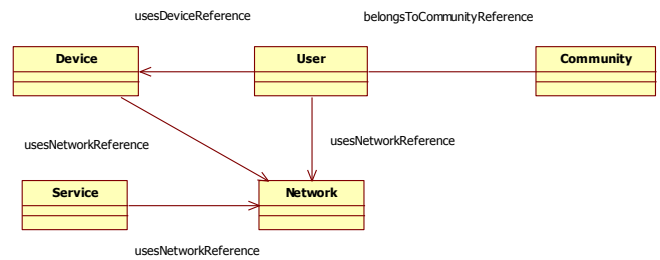 usesDeviceReference
belongsToCommunityReference
Device
User
Community
usesNetworkReference
usesNetworkReference
Service
Network
usesNetworkReference